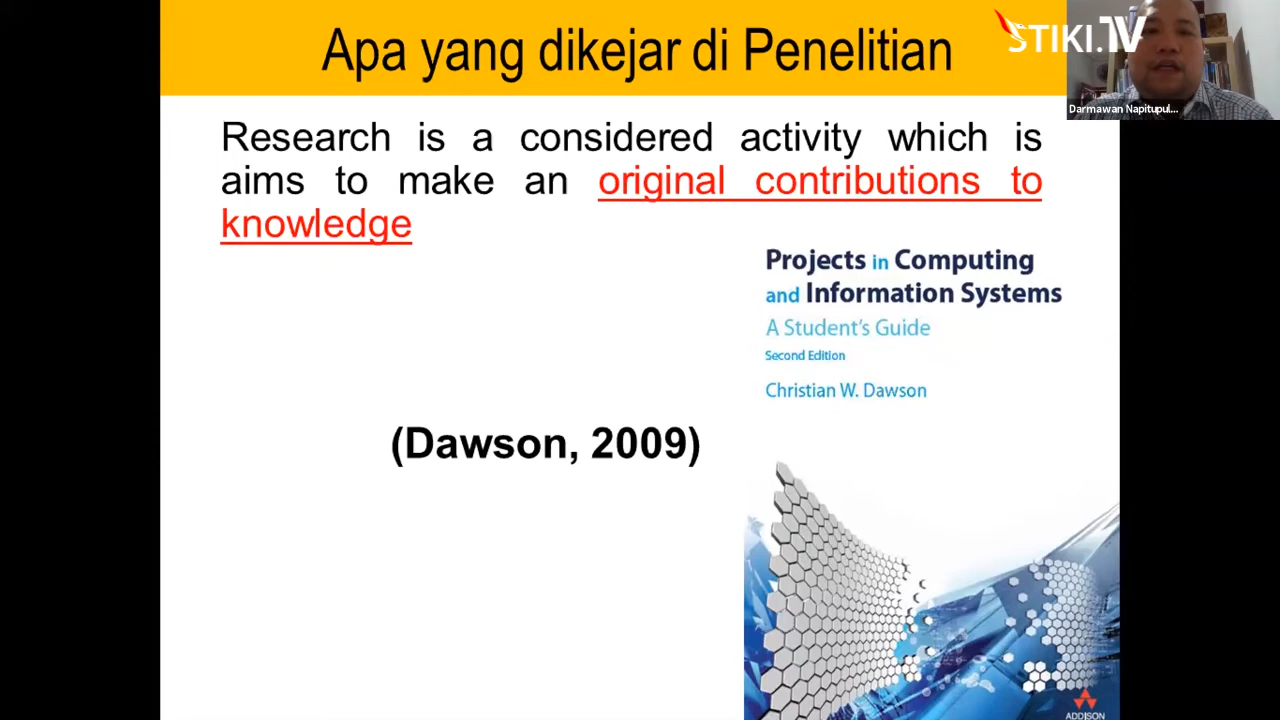 Apa yang dikejar di Penelitian
STIKI.TV
Darmawan Napitupul...
Research is a considered activity which is
aims to make an original contributions to
knowledge
Projects in Computing
and Information Systems
A Student's Guide
Second Edition
Christian W. Dawson
(Dawson, 2009)
ADDISON